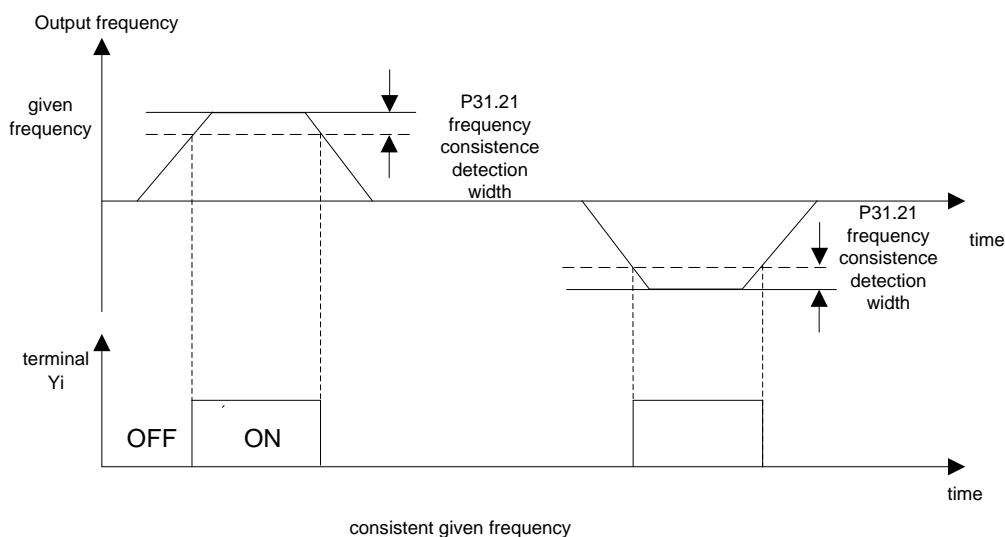 Output frequency
given
frequency
P31.21
frequency
consistence
detection
width
P31.21
frequency
consistence
detection
width
time
terminal
Yi
OFF
ON
time
consistent given frequency